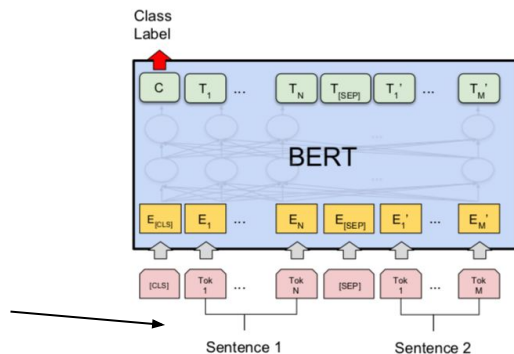 Class
Label
C T1 ... TN T[SEP] T1' ... TM'
...
BERT
...
E[CLS] E1 ... EN E[SEP] E1' ... EM'
[CLS] Tok 1 ... Tok N [SEP] Tok 1 ... Tok M
Sentence 1 Sentence 2